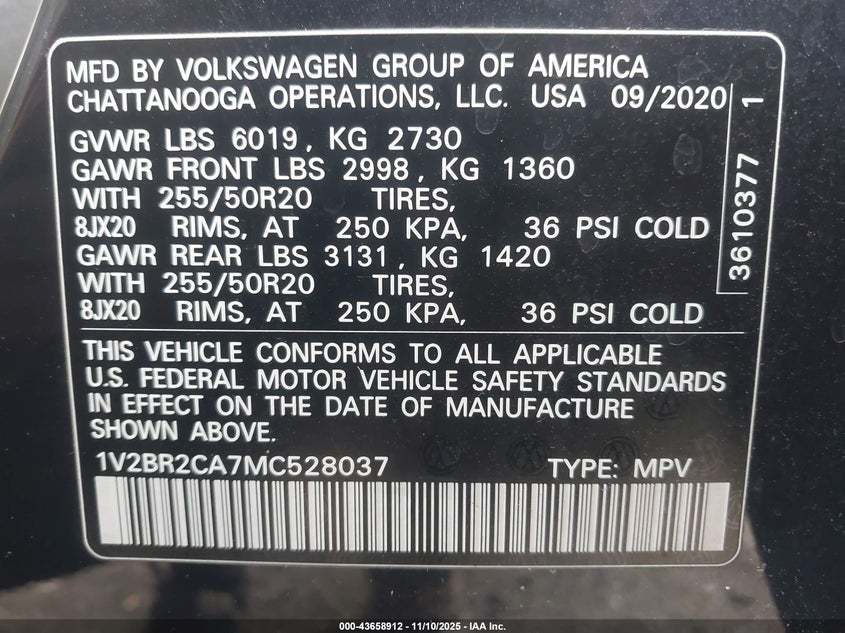 MFD BY VOLKSWAGEN GROUP OF AMERICA
CHATTANOOGA OPERATIONS, LLC. USA 09/2020
GVWR LBS 6019, KG 2730
GAWR FRONT LBS 2998, KG 1360
WITH 255/50R20 TIRES,
8JX20 RIMS, AT 250 KPA, 36 PSI COLD
GAWR REAR LBS 3131, KG 1420
WITH 255/50R20 TIRES,
8JX20 RIMS, AT 250 KPA, 36 PSI COLD
3610377 1
THIS VEHICLE CONFORMS TO ALL APPLICABLE
U.S. FEDERAL MOTOR VEHICLE SAFETY STANDARDS
IN EFFECT ON THE DATE OF MANUFACTURE
SHOWN ABOVE.
1V2BR2CA7MC528037 TYPE: MPV
000-43658912 - 11/10/2025 - IAA Inc.